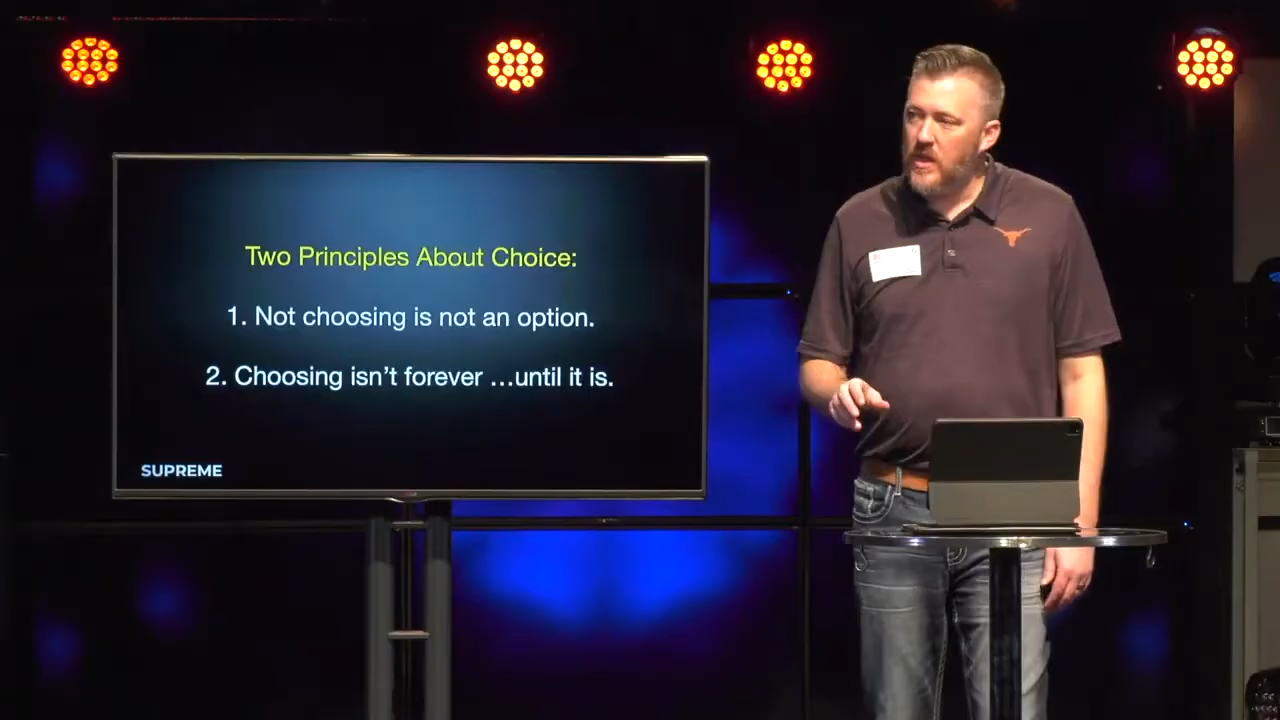 Two Principles About Choice:
1. Not choosing is not an option.
2. Choosing isn’t forever …until it is.
SUPREME